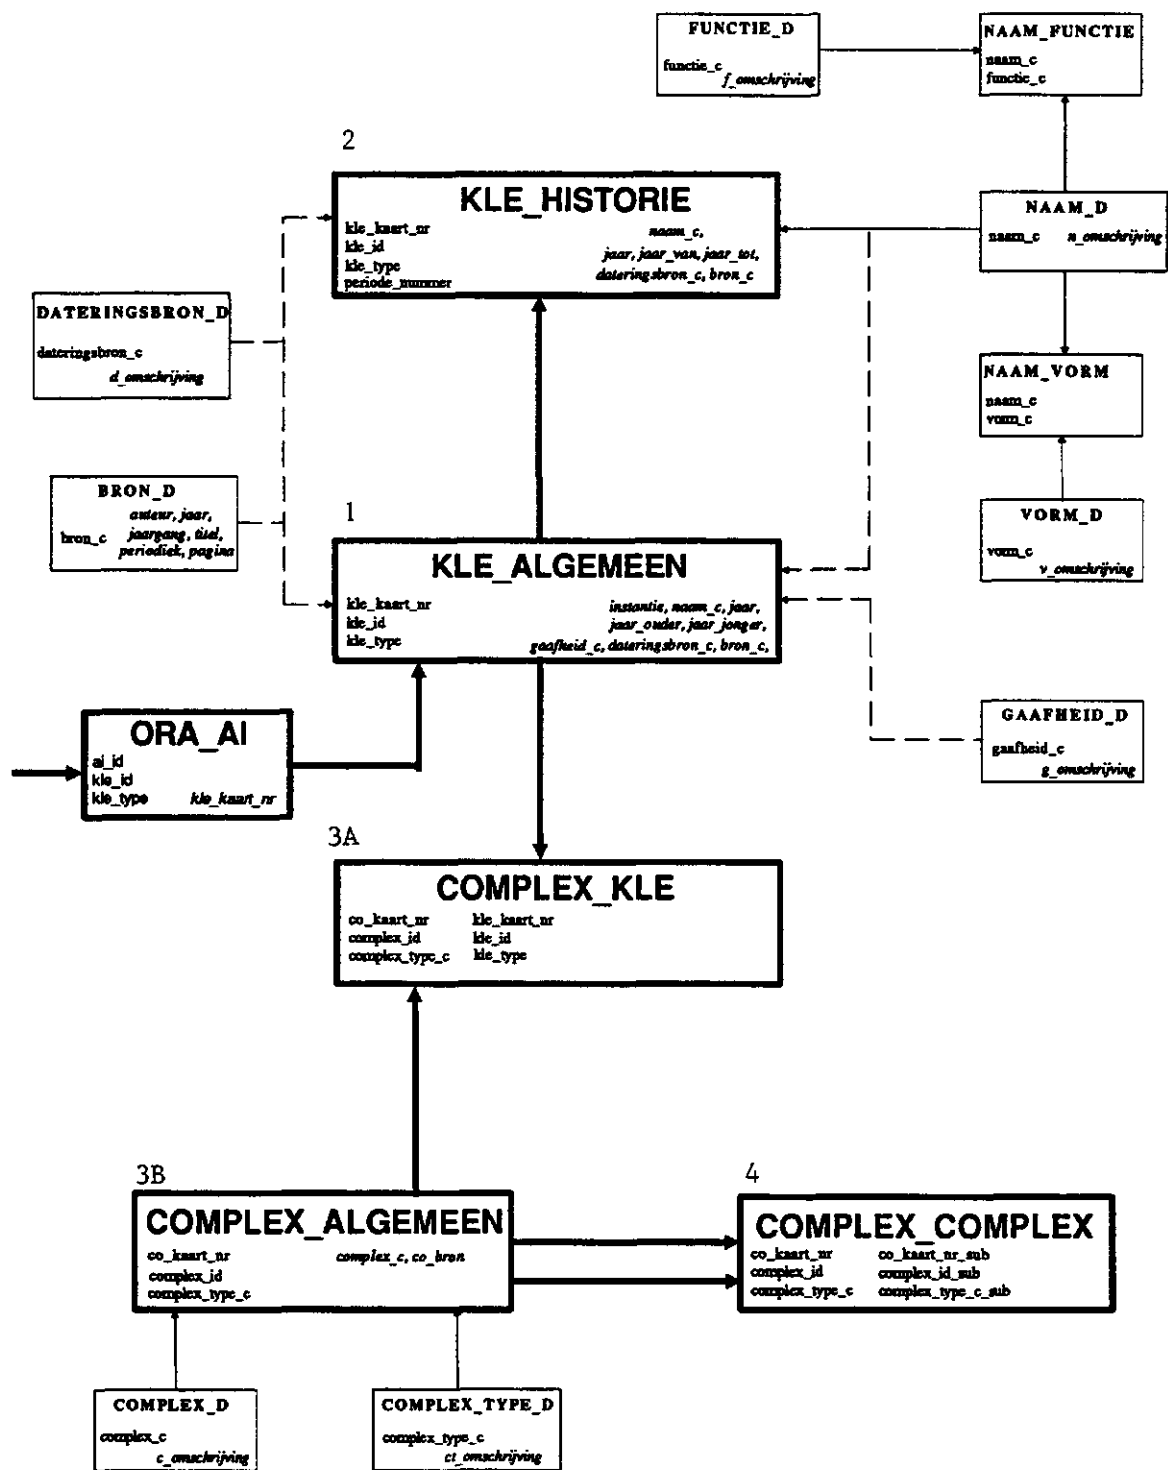 FUNCTIE_D
functie_c
f_omschrijving
NAAM_FUNCTIE
naam_c
functie_c
2
KLE_HISTORIE
kle_kaart_nr
kle_id
kle_type
periode_nummer
naam_c,
jaar, jaar_van, jaar_tot,
dateringsbron_c, bron_c
NAAM_D
naam_c n_omschrijving
DATERINGSBRON_D
dateringsbron_c
d_omschrijving
NAAM_VORM
naam_c
vorm_c
BRON_D
bron_c
auteur, jaar,
jaargang, titel,
periodiek, pagina
VORM_D
vorm_c
v_omschrijving
1
KLE_ALGEMEEN
kle_kaart_nr
kle_id
kle_type
instantie, naam_c, jaar,
jaar_ouder, jaar_jonger,
gaafheid_c, dateringsbron_c, bron_c,
GAAFHEID_D
gaafheid_c
g_omschrijving
ORA_AI
ai_id
kle_id
kle_type kle_kaart_nr
3A
COMPLEX_KLE
co_kaart_nr kle_kaart_nr
complex_id kle_id
complex_type_c kle_type
3B
COMPLEX_ALGEMEEN
co_kaart_nr complex_c, co_bron
complex_id
complex_type_c
4
COMPLEX_COMPLEX
co_kaart_nr co_kaart_nr_sub
complex_id complex_id_sub
complex_type_c complex_type_c_sub
COMPLEX_D
complex_c
c_omschrijving
COMPLEX_TYPE_D
complex_type_c
ct_omschrijving